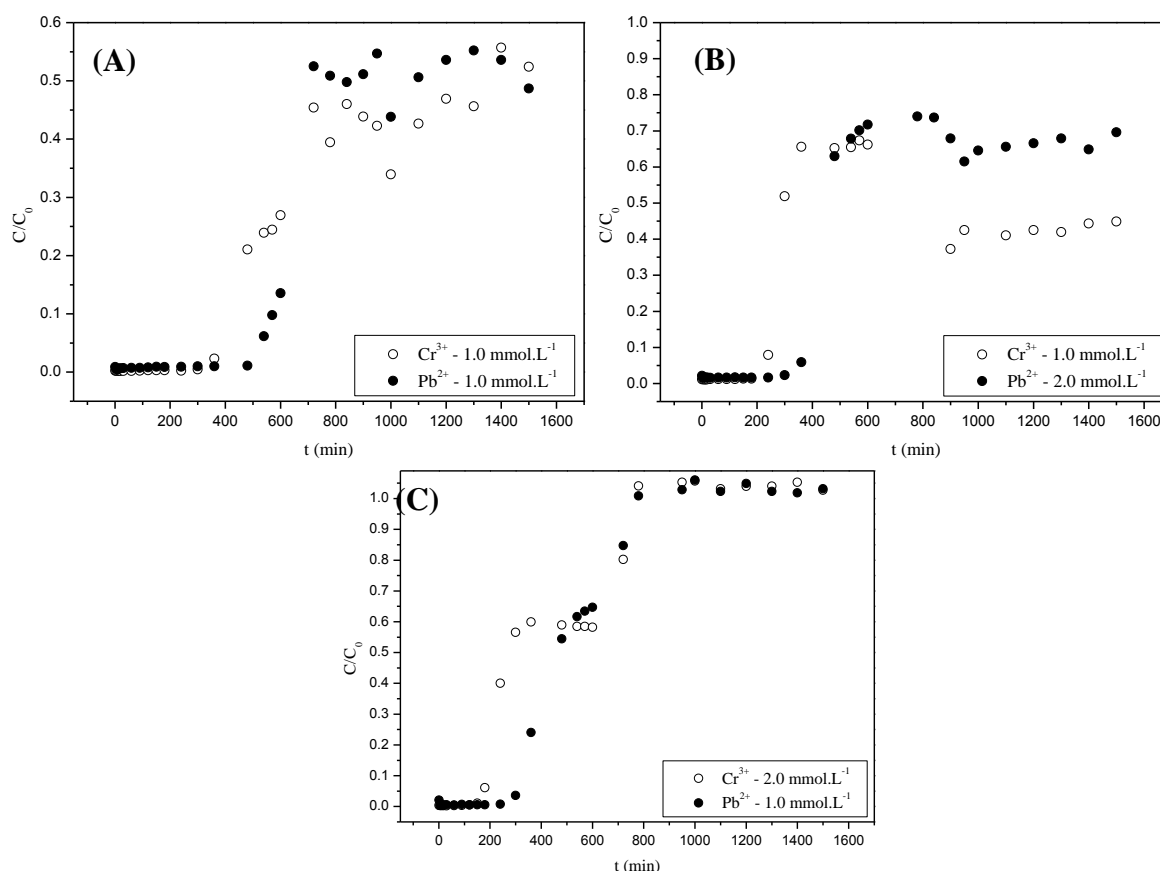 (A)
0.6
0.5
0.4
0.3
0.2
0.1
0.0
C/C₀
0 200 400 600 800 1000 1200 1400 1600
t (min)
Cr³⁺ - 1.0 mmol.L⁻¹
Pb²⁺ - 1.0 mmol.L⁻¹
(B)
1.0
0.9
0.8
0.7
0.6
0.5
0.4
0.3
0.2
0.1
0.0
C/C₀
0 200 400 600 800 1000 1200 1400 1600
t (min)
Cr³⁺ - 1.0 mmol.L⁻¹
Pb²⁺ - 2.0 mmol.L⁻¹
(C)
1.0
0.9
0.8
0.7
0.6
0.5
0.4
0.3
0.2
0.1
0.0
C/C₀
0 200 400 600 800 1000 1200 1400 1600
t (min)
Cr³⁺ - 2.0 mmol.L⁻¹
Pb²⁺ - 1.0 mmol.L⁻¹